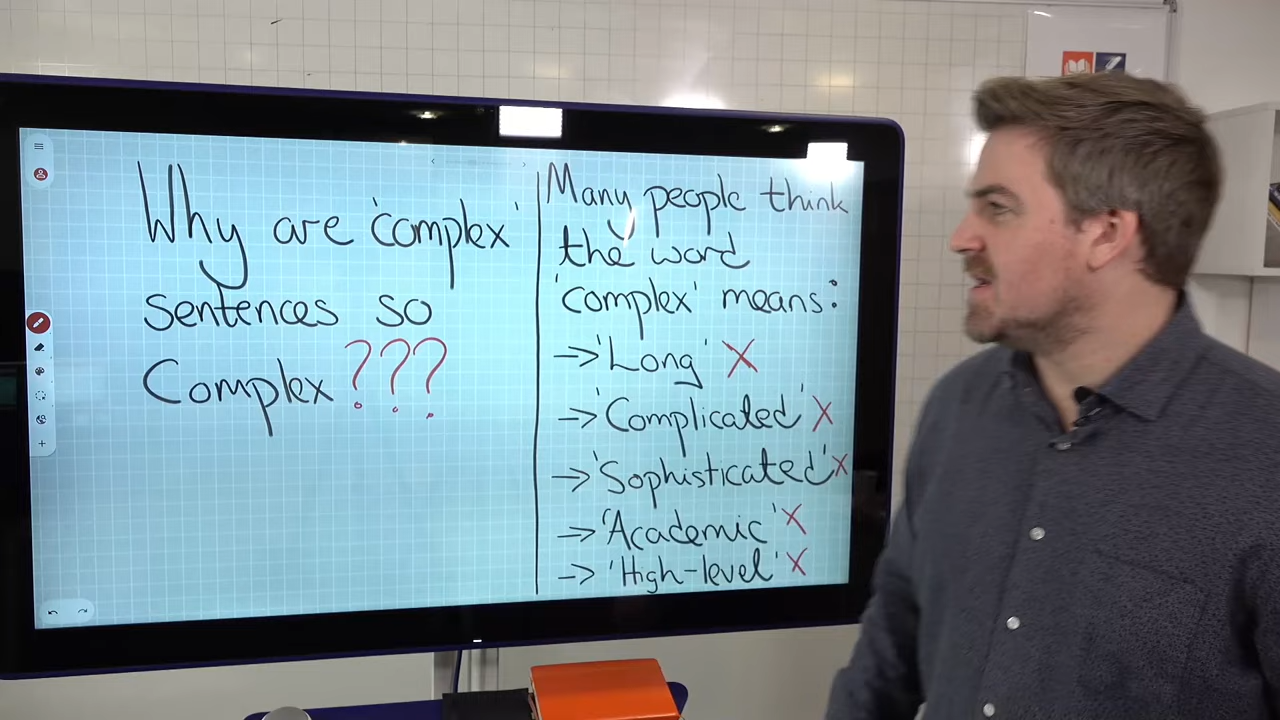 Why are 'complex'
sentences so
Complex ???
Many people think
the word
'complex' means:
→ 'Long' X
→ 'Complicated' X
→ 'Sophisticated' X
→ 'Academic' X
→ 'High-level' X